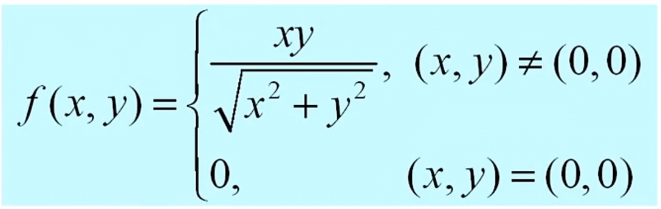 f(x, y) = { xy / √(x² + y²), (x, y) ≠ (0, 0)
0, (x, y) = (0, 0)